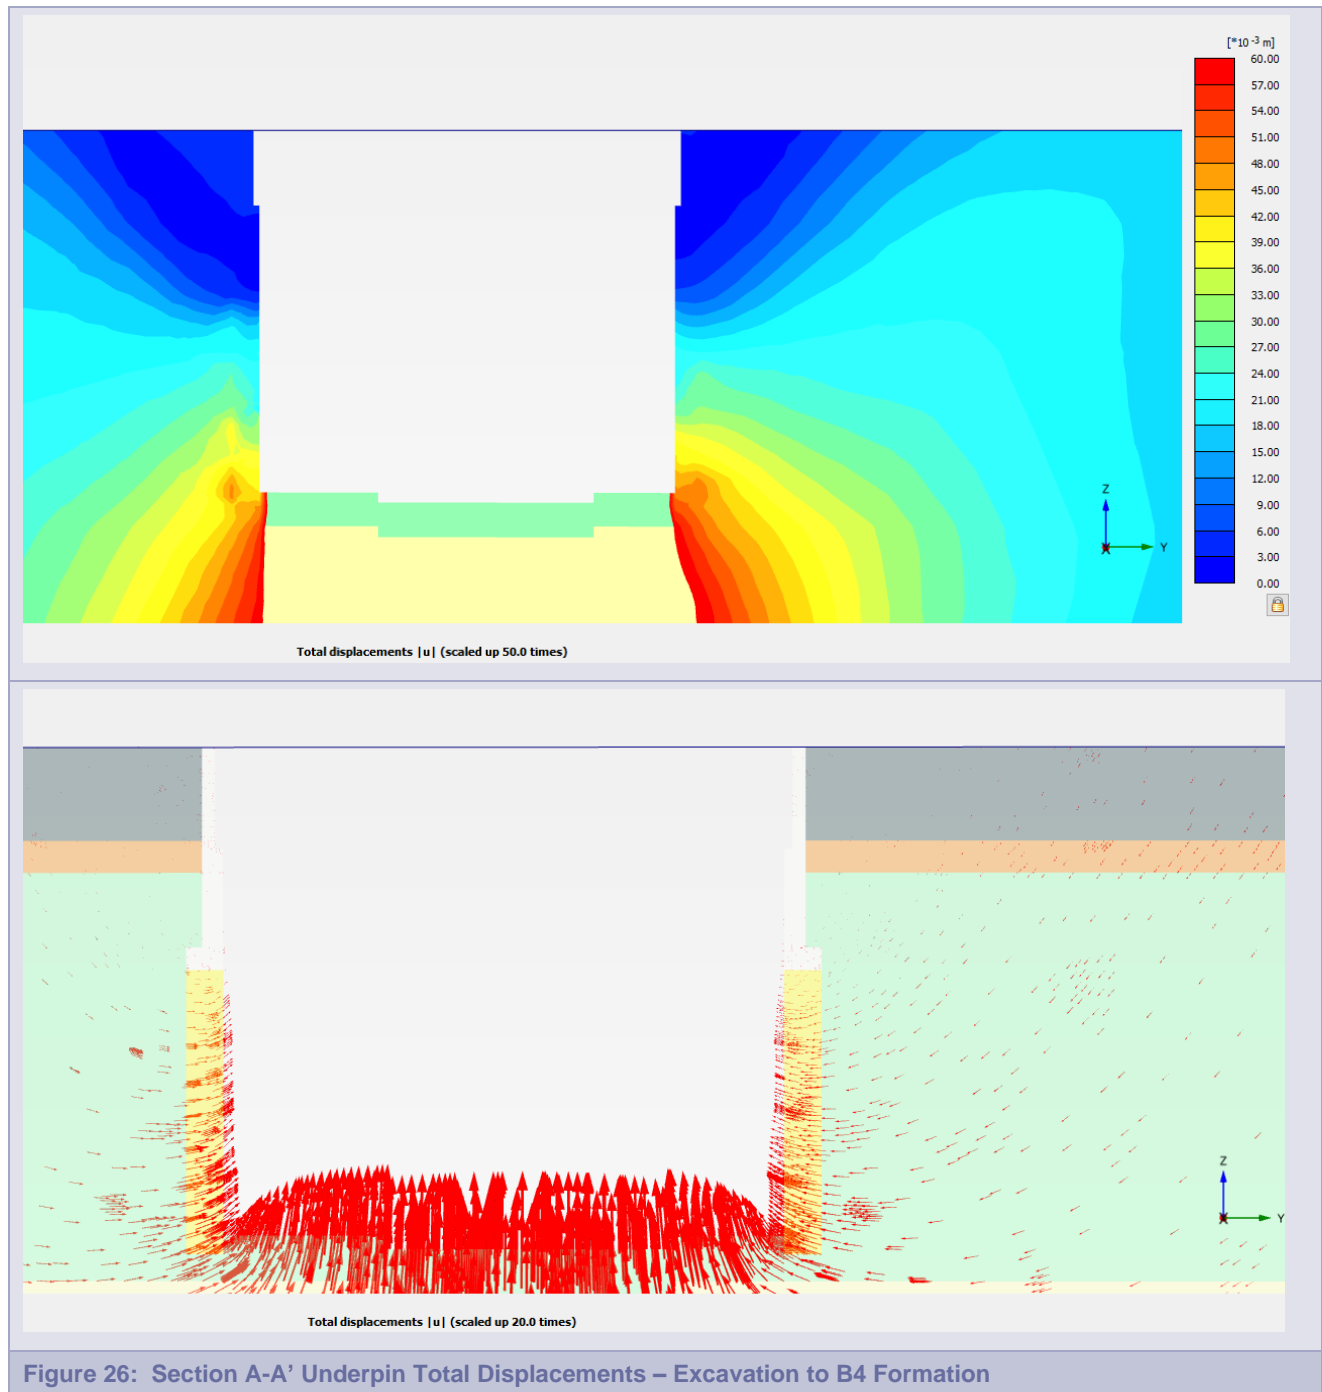 [*10 -3 m]
60.00
57.00
54.00
51.00
48.00
45.00
42.00
39.00
36.00
33.00
30.00
27.00
24.00
21.00
18.00
15.00
12.00
9.00
6.00
3.00
0.00
Z
Y
X
Total displacements |u| (scaled up 50.0 times)
Z
Y
X
Total displacements |u| (scaled up 20.0 times)
Figure 26: Section A-A’ Underpin Total Displacements – Excavation to B4 Formation